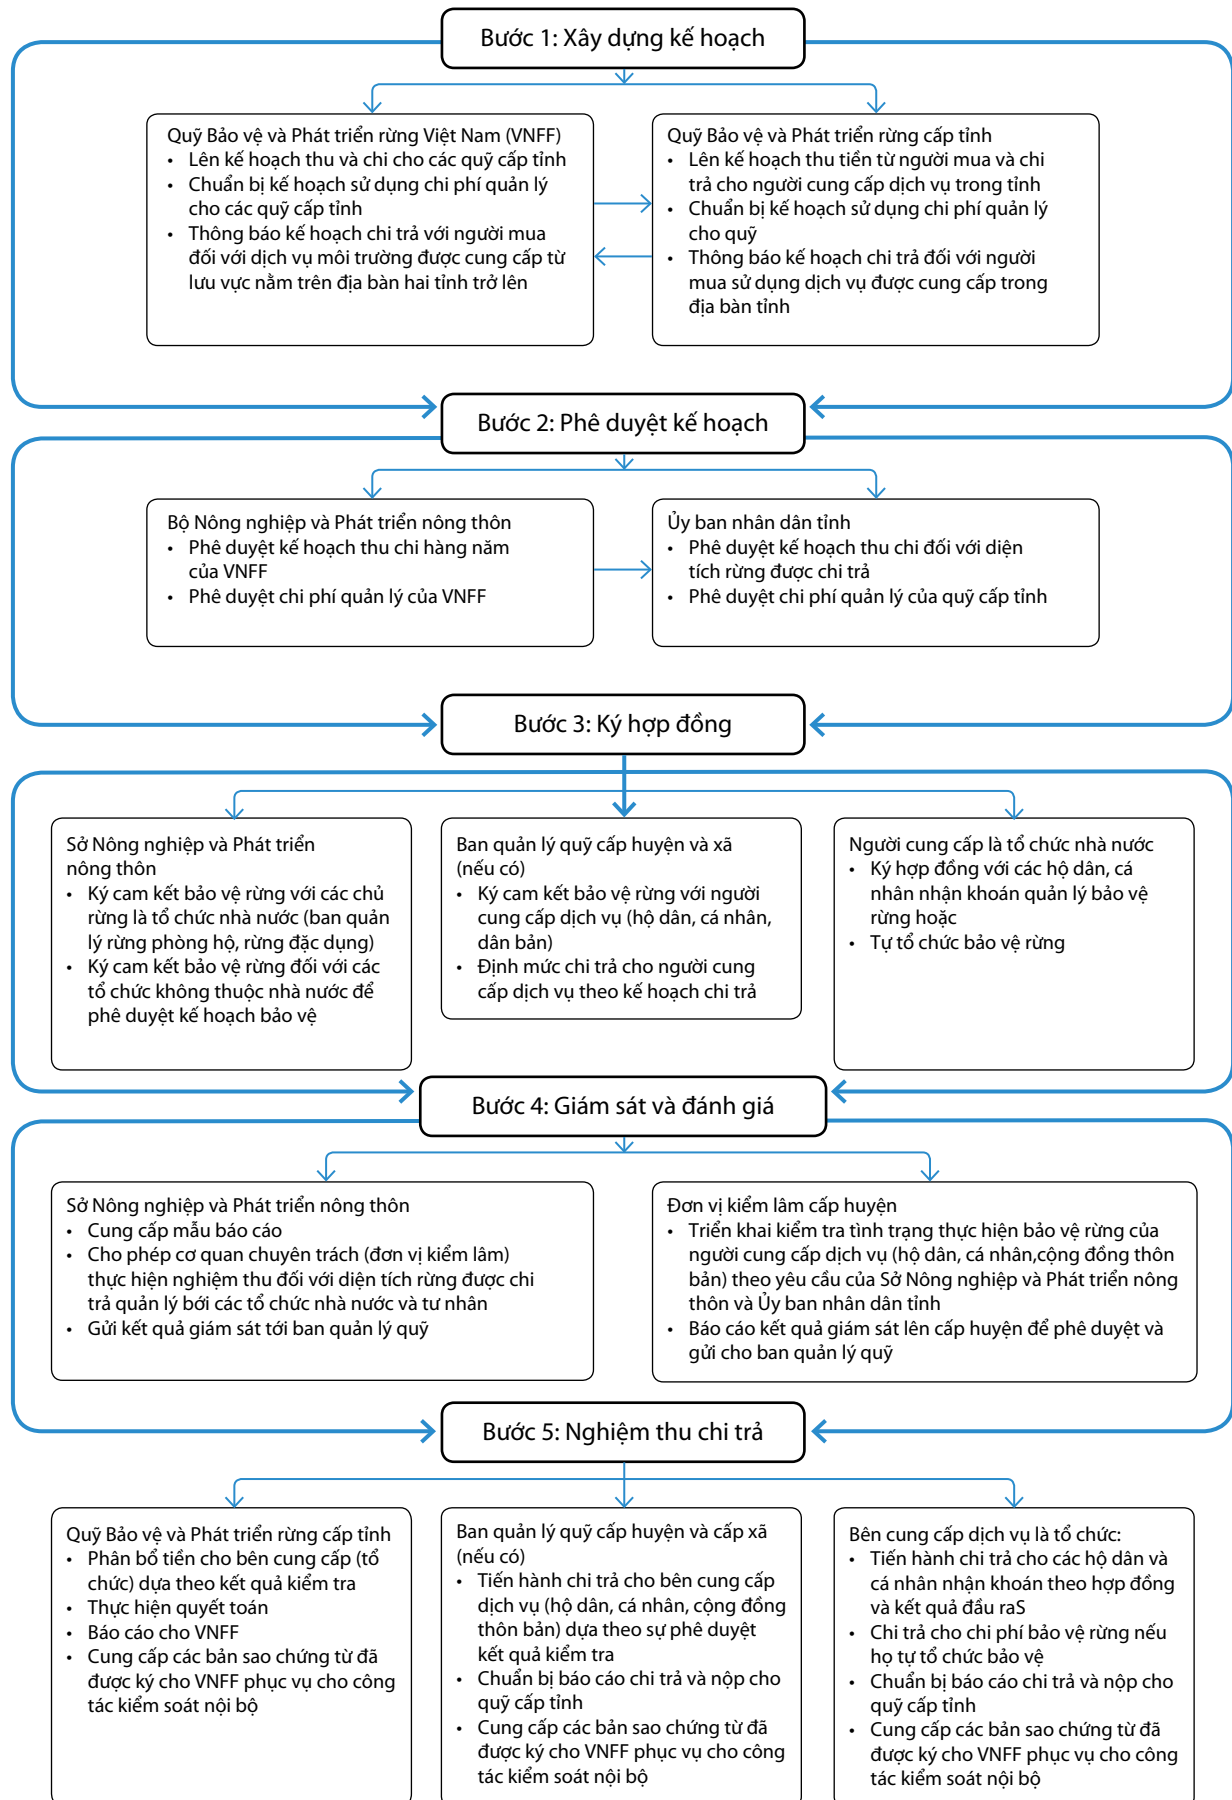 Bước 1: Xây dựng kế hoạch
Quỹ Bảo vệ và Phát triển rừng Việt Nam (VNFF)
• Lên kế hoạch thu và chi cho các quỹ cấp tỉnh
• Chuẩn bị kế hoạch sử dụng chi phí quản lý
cho các quỹ cấp tỉnh
• Thông báo kế hoạch chi trả với người mua
đối với dịch vụ môi trường được cung cấp từ
lưu vực nằm trên địa bàn hai tỉnh trở lên
Quỹ Bảo vệ và Phát triển rừng cấp tỉnh
• Lên kế hoạch thu tiền từ người mua và chi
trả cho người cung cấp dịch vụ trong tỉnh
• Chuẩn bị kế hoạch sử dụng chi phí quản lý
cho quỹ
• Thông báo kế hoạch chi trả đối với người
mua sử dụng dịch vụ được cung cấp trong
địa bàn tỉnh
Bước 2: Phê duyệt kế hoạch
Bộ Nông nghiệp và Phát triển nông thôn
• Phê duyệt kế hoạch thu chi hàng năm
của VNFF
• Phê duyệt chi phí quản lý của VNFF
Ủy ban nhân dân tỉnh
• Phê duyệt kế hoạch thu chi đối với diện
tích rừng được chi trả
• Phê duyệt chi phí quản lý của quỹ cấp tỉnh
Bước 3: Ký hợp đồng
Sở Nông nghiệp và Phát triển
nông thôn
• Ký cam kết bảo vệ rừng với các chủ
rừng là tổ chức nhà nước (ban quản
lý rừng phòng hộ, rừng đặc dụng)
• Ký cam kết bảo vệ rừng đối với các
tổ chức không thuộc nhà nước để
phê duyệt kế hoạch bảo vệ
Ban quản lý quỹ cấp huyện và xã
(nếu có)
• Ký cam kết bảo vệ rừng với người
cung cấp dịch vụ (hộ dân, cá nhân,
dân bản)
• Định mức chi trả cho người cung
cấp dịch vụ theo kế hoạch chi trả
Người cung cấp là tổ chức nhà nước
• Ký hợp đồng với các hộ dân, cá
nhân nhận khoán quản lý bảo vệ
rừng hoặc
• Tự tổ chức bảo vệ rừng
Bước 4: Giám sát và đánh giá
Sở Nông nghiệp và Phát triển nông thôn
• Cung cấp mẫu báo cáo
• Cho phép cơ quan chuyên trách (đơn vị kiểm lâm)
thực hiện nghiệm thu đối với diện tích rừng được chi
trả quản lý bới các tổ chức nhà nước và tư nhân
• Gửi kết quả giám sát tới ban quản lý quỹ
Đơn vị kiểm lâm cấp huyện
• Triển khai kiểm tra tình trạng thực hiện bảo vệ rừng của
người cung cấp dịch vụ (hộ dân, cá nhân,cộng đồng thôn
bản) theo yêu cầu của Sở Nông nghiệp và Phát triển nông
thôn và Ủy ban nhân dân tỉnh
• Báo cáo kết quả giám sát lên cấp huyện để phê duyệt và
gửi cho ban quản lý quỹ
Bước 5: Nghiệm thu chi trả
Quỹ Bảo vệ và Phát triển rừng cấp tỉnh
• Phân bổ tiền cho bên cung cấp (tổ
chức) dựa theo kết quả kiểm tra
• Thực hiện quyết toán
• Báo cáo cho VNFF
• Cung cấp các bản sao chứng từ đã
được ký cho VNFF phục vụ cho công
tác kiểm soát nội bộ
Ban quản lý quỹ cấp huyện và cấp xã
(nếu có)
• Tiến hành chi trả cho bên cung cấp
dịch vụ (hộ dân, cá nhân, cộng đồng
thôn bản) dựa theo sự phê duyệt
kết quả kiểm tra
• Chuẩn bị báo cáo chi trả và nộp cho
quỹ cấp tỉnh
• Cung cấp các bản sao chứng từ đã
được ký cho VNFF phục vụ cho công
tác kiểm soát nội bộ
Bên cung cấp dịch vụ là tổ chức:
• Tiến hành chi trả cho các hộ dân và
cá nhân nhận khoán theo hợp đồng
và kết quả đầu raS
• Chi trả cho chi phí bảo vệ rừng nếu
họ tự tổ chức bảo vệ
• Chuẩn bị báo cáo chi trả và nộp cho
quỹ cấp tỉnh
• Cung cấp các bản sao chứng từ đã
được ký cho VNFF phục vụ cho công
tác kiểm soát nội bộ